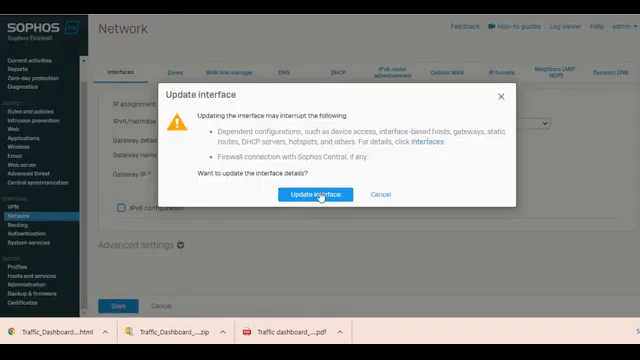 SOPHOS
Sophos Firewall
Network
Feedback
How-to guides
Log viewer
Help
admin
Current activities
Reports
Zero-day protection
Diagnostics
Rules and policies
Intrusion prevention
Web
Applications
Wireless
Email
Web server
Advanced threat
Central synchronization
VPN
Network
Routing
Authentication
System services
SYSTEM
Profiles
Hosts and services
Administration
Backup & firmware
Certificates
Interfaces
Zones
WAN link manager
DNS
DHCP
IPv6 router
advertisement
Cellular WAN
IP tunnels
Neighbors (ARP-
NDP)
Dynamic DNS
IP assignment
IPv4/netmask
Gateway name
Gateway IP *
IPv6 configuration
Advanced settings
Save
Cancel
Update interface
Updating the interface may interrupt the following:
• Dependent configurations, such as device access, interface-based hosts, gateways, static
routes, DHCP servers, hotspots, and others. For details, click interfaces.
• Firewall connection with Sophos Central, if any.
Want to update the interface details?
Update interface
Cancel
Traffic_Dashboard_...html
Traffic_Dashboard_....zip
Traffic dashboard_....pdf